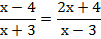 (x − 4)/(x + 3) = (2x + 4)/(x − 3)